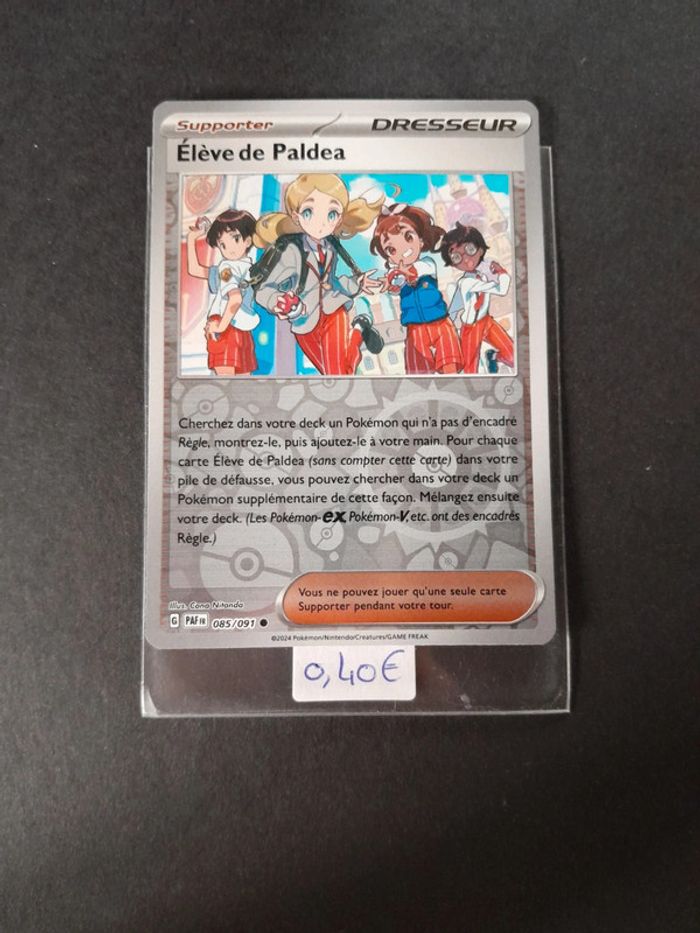 Supporter DRESSEUR
Élève de Paldea
Cherchez dans votre deck un Pokémon qui n'a pas d'encadré
Règle, montrez-le, puis ajoutez-le à votre main. Pour chaque
carte Élève de Paldea (sans compter cette carte) dans votre
pile de défausse, vous pouvez chercher dans votre deck un
Pokémon supplémentaire de cette façon. Mélangez ensuite
votre deck. (Les Pokémon-ex, Pokémon-V, etc. ont des encadrés
Règle.)
Vous ne pouvez jouer qu'une seule carte
Supporter pendant votre tour.
Illus. Cona Nitanda
G PAF FR 085/091
©2024 Pokémon/Nintendo/Creatures/GAME FREAK
0,40€